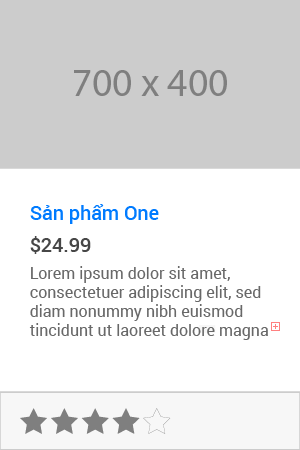 700 x 400
Sản phẩm One
$24.99
Lorem ipsum dolor sit amet,
consectetuer adipiscing elit, sed
diam nonummy nibh euismod
tincidunt ut laoreet dolore magna